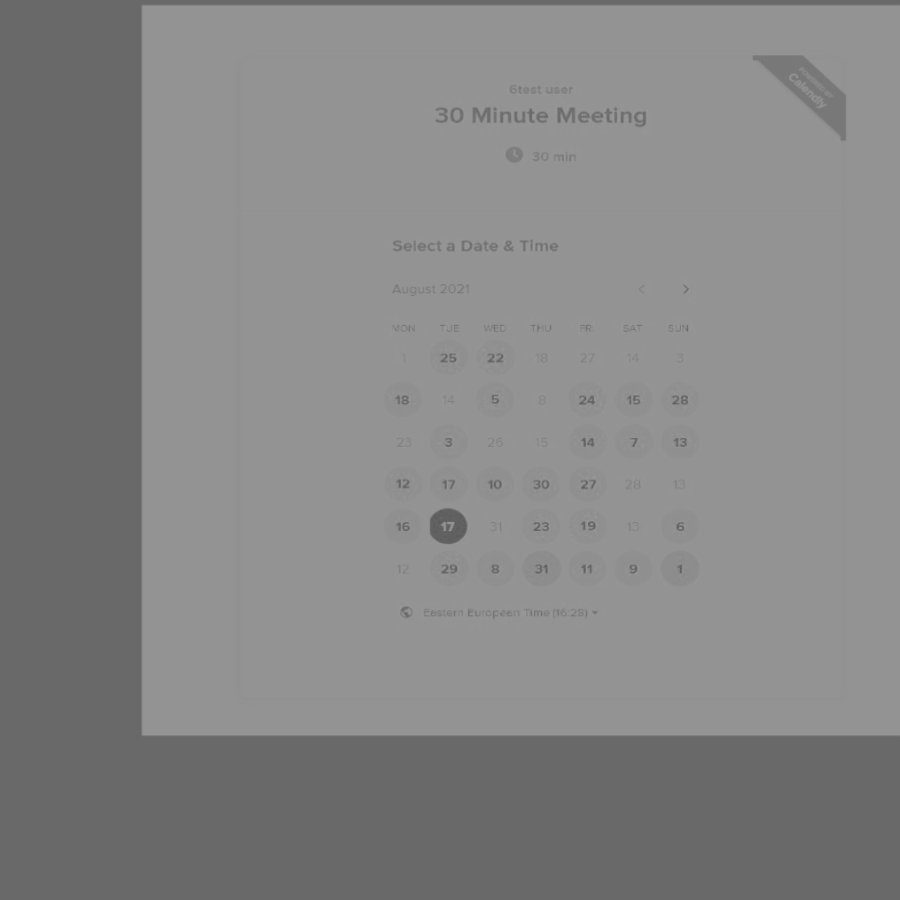 6test user
30 Minute Meeting
30 min
POWERED BY
Calendly
Select a Date & Time
August 2021
MON TUE WED THU FRI SAT SUN
1 25 22 18 27 14 3
18 14 5 8 24 15 28
23 3 26 15 14 7 13
12 17 10 30 27 28 13
16 17 31 23 19 13 6
12 29 8 31 11 9 1
Eestern Europeen Time (16:28)